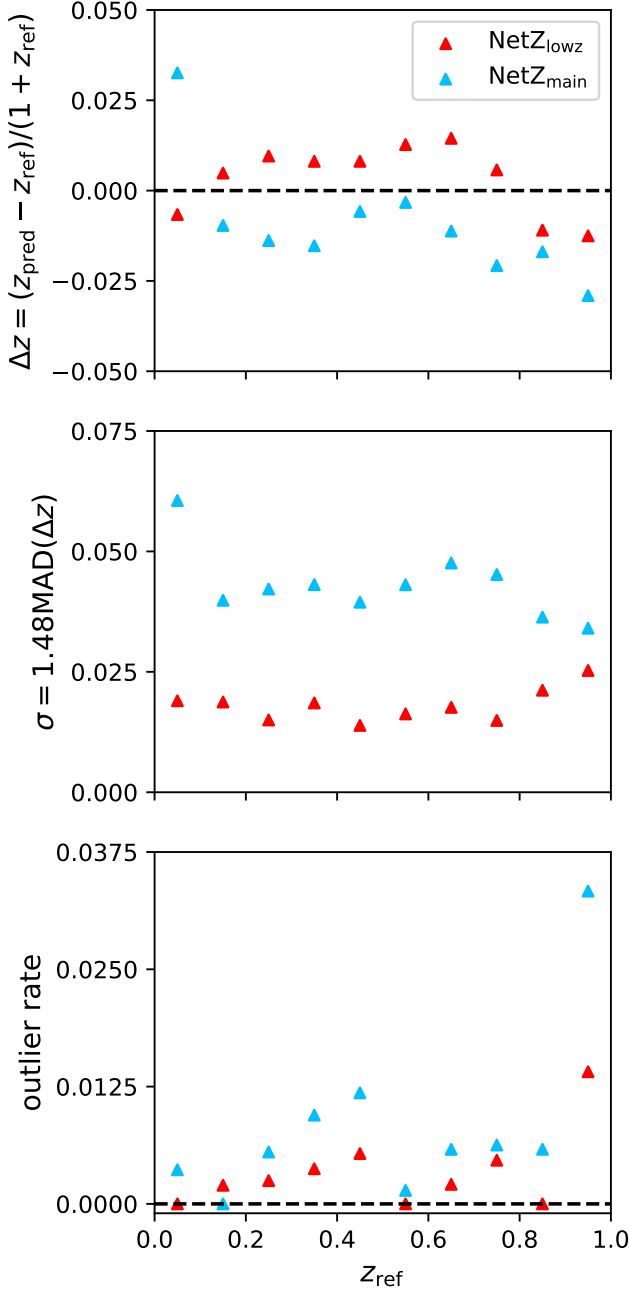 Δz = (z_pred − z_ref)/(1 + z_ref)
0.050
0.025
0.000
−0.025
−0.050
NetZ_lowz
NetZ_main
σ = 1.48MAD(Δz)
0.075
0.050
0.025
0.000
outlier rate
0.0375
0.0250
0.0125
0.0000
0.0 0.2 0.4 0.6 0.8 1.0
z_ref